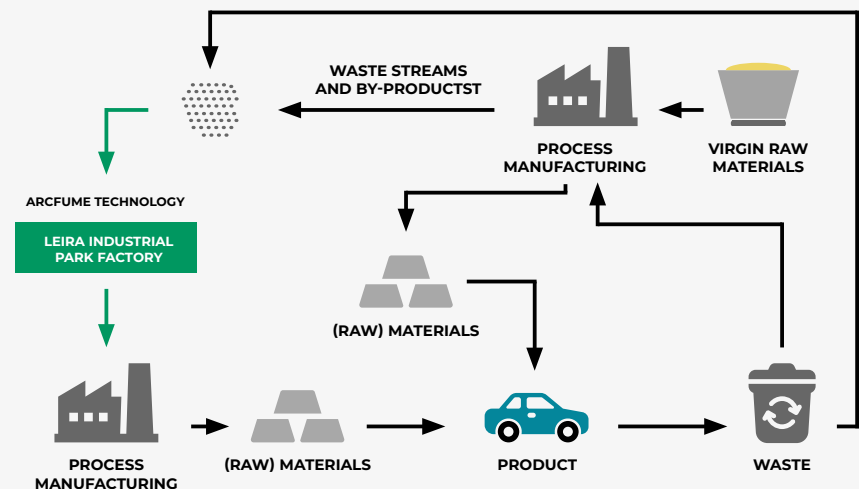 WASTE STREAMS
AND BY-PRODUCTST
PROCESS
MANUFACTURING
VIRGIN RAW
MATERIALS
ARCFUME TECHNOLOGY
LEIRA INDUSTRIAL
PARK FACTORY
(RAW) MATERIALS
PROCESS
MANUFACTURING
(RAW) MATERIALS
PRODUCT
WASTE